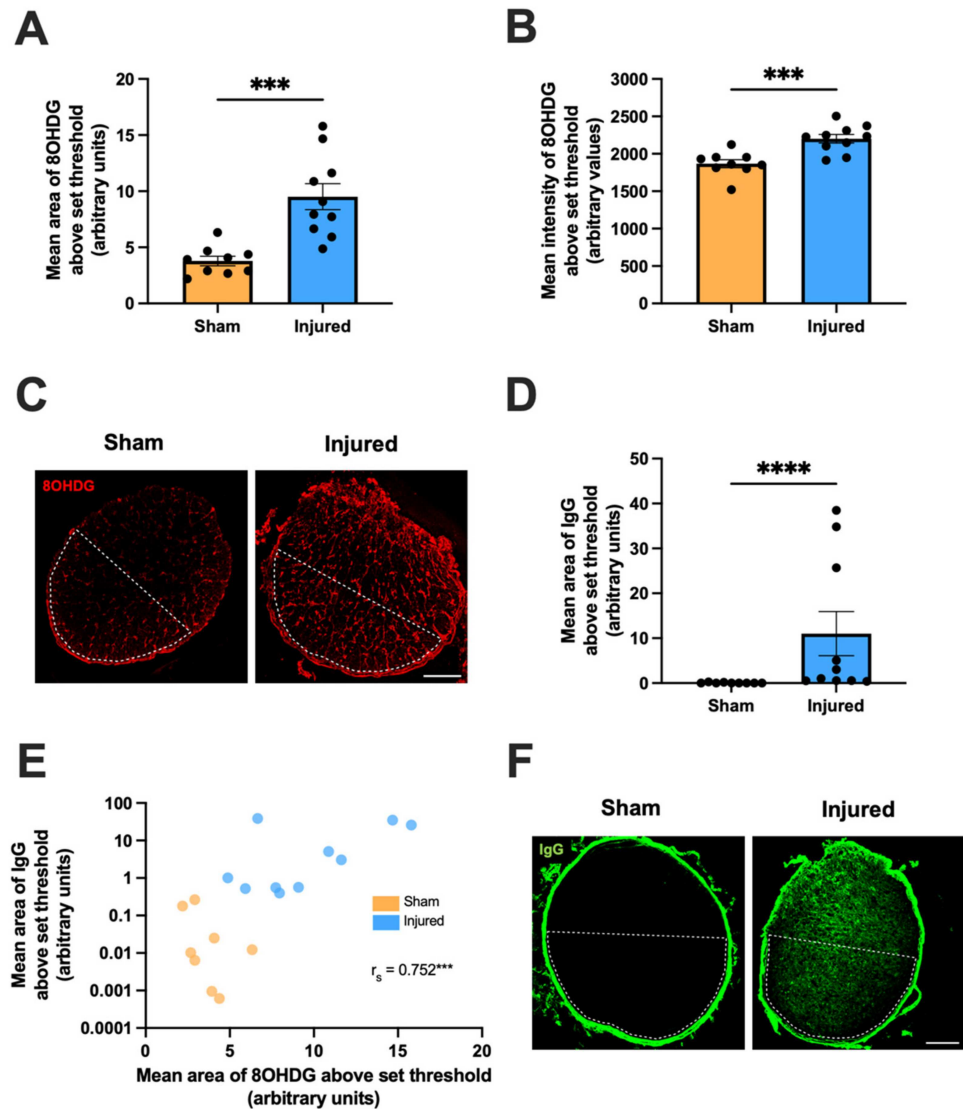 A
Mean area of 8OHDG
above set threshold
(arbitrary units)
20
15
10
5
0
***
Sham
Injured
B
Mean intensity of 8OHDG
above set threshold
(arbitrary values)
3000
2500
2000
1500
1000
500
0
***
Sham
Injured
C
Sham
Injured
8OHDG
D
Mean area of IgG
above set threshold
(arbitrary units)
50
40
30
20
10
0
****
Sham
Injured
E
Mean area of IgG
above set threshold
(arbitrary units)
100
10
1
0.1
0.01
0.001
0.0001
Sham
Injured
rs = 0.752***
0
5
10
15
20
Mean area of 8OHDG above set threshold
(arbitrary units)
F
Sham
Injured
IgG